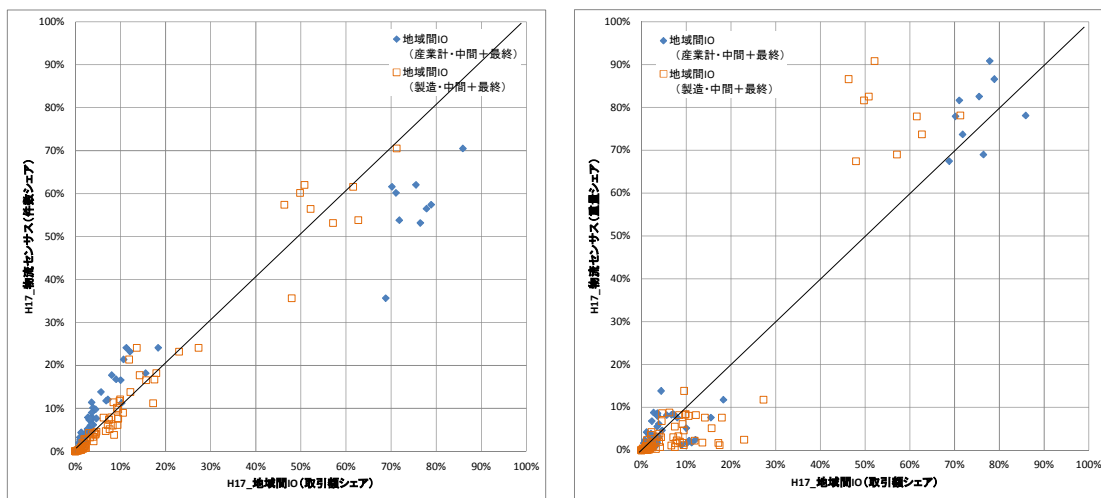 100%
90%
80%
70%
60%
50%
40%
30%
20%
10%
0%
0% 10% 20% 30% 40% 50% 60% 70% 80% 90% 100%
H17_物流センサス(件数シェア)
H17_地域間IO(取引額シェア)
地域間IO
(産業計・中間+最終)
地域間IO
(製造・中間+最終)
100%
90%
80%
70%
60%
50%
40%
30%
20%
10%
0%
0% 10% 20% 30% 40% 50% 60% 70% 80% 90% 100%
H17_物流センサス(重量シェア)
H17_地域間IO(取引額シェア)
地域間IO
(産業計・中間+最終)
地域間IO
(製造・中間+最終)